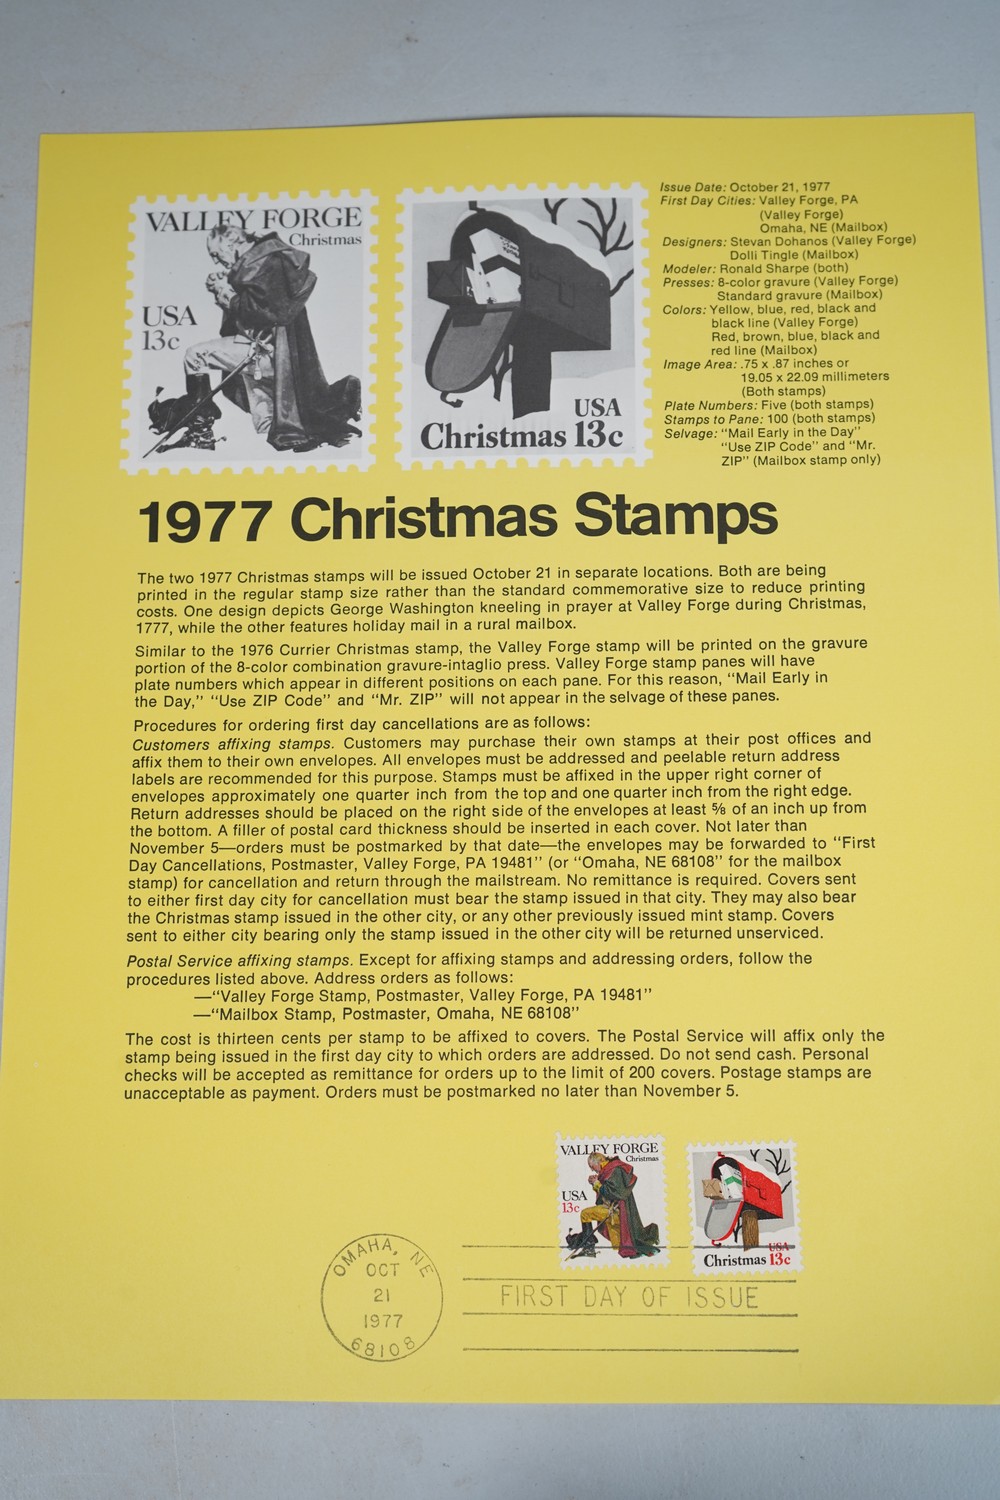 VALLEY FORGE
Christmas
USA
13c
USA
Christmas 13c
Issue Date: October 21, 1977
First Day Cities: Valley Forge, PA
(Valley Forge)
Omaha, NE (Mailbox)
Designers: Stevan Dohanos (Valley Forge)
Dolli Tingle (Mailbox)
Modeler: Ronald Sharpe (both)
Presses: 8-color gravure (Valley Forge)
Standard gravure (Mailbox)
Colors: Yellow, blue, red, black and
black line (Valley Forge)
Red, brown, blue, black and
red line (Mailbox)
Image Area: .75 x .87 inches or
19.05 x 22.09 millimeters
(Both stamps)
Plate Numbers: Five (both stamps)
Stamps to Pane: 100 (both stamps)
Selvage: “Mail Early in the Day”
“Use ZIP Code” and “Mr.
ZIP” (Mailbox stamp only)
1977 Christmas Stamps
The two 1977 Christmas stamps will be issued October 21 in separate locations. Both are being
printed in the regular stamp size rather than the standard commemorative size to reduce printing
costs. One design depicts George Washington kneeling in prayer at Valley Forge during Christmas,
1777, while the other features holiday mail in a rural mailbox.
Similar to the 1976 Currier Christmas stamp, the Valley Forge stamp will be printed on the gravure
portion of the 8-color combination gravure-intaglio press. Valley Forge stamp panes will have
plate numbers which appear in different positions on each pane. For this reason, “Mail Early in
the Day,” “Use ZIP Code” and “Mr. ZIP” will not appear in the selvage of these panes.
Procedures for ordering first day cancellations are as follows:
Customers affixing stamps. Customers may purchase their own stamps at their post offices and
affix them to their own envelopes. All envelopes must be addressed and peelable return address
labels are recommended for this purpose. Stamps must be affixed in the upper right corner of
envelopes approximately one quarter inch from the top and one quarter inch from the right edge.
Return addresses should be placed on the right side of the envelopes at least ⅝ of an inch up from
the bottom. A filler of postal card thickness should be inserted in each cover. Not later than
November 5—orders must be postmarked by that date—the envelopes may be forwarded to “First
Day Cancellations, Postmaster, Valley Forge, PA 19481” (or “Omaha, NE 68108” for the mailbox
stamp) for cancellation and return through the mailstream. No remittance is required. Covers sent
to either first day city for cancellation must bear the stamp issued in that city. They may also bear
the Christmas stamp issued in the other city, or any other previously issued mint stamp. Covers
sent to either city bearing only the stamp issued in the other city will be returned unserviced.
Postal Service affixing stamps. Except for affixing stamps and addressing orders, follow the
procedures listed above. Address orders as follows:
—“Valley Forge Stamp, Postmaster, Valley Forge, PA 19481”
—“Mailbox Stamp, Postmaster, Omaha, NE 68108”
The cost is thirteen cents per stamp to be affixed to covers. The Postal Service will affix only the
stamp being issued in the first day city to which orders are addressed. Do not send cash. Personal
checks will be accepted as remittance for orders up to the limit of 200 covers. Postage stamps are
unacceptable as payment. Orders must be postmarked no later than November 5.
VALLEY FORGE
Christmas
USA
13c
USA
Christmas 13c
OMAHA, NE
OCT
21
1977
68108
FIRST DAY OF ISSUE